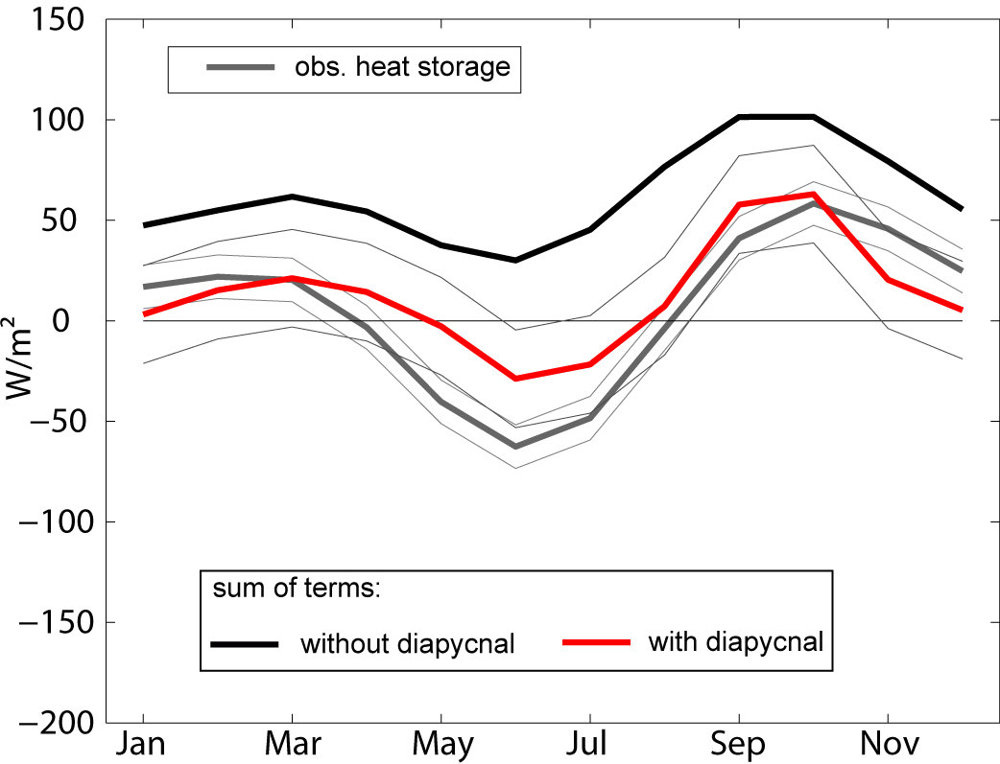 150
obs. heat storage
100
50
0
W/m²
−50
−100
sum of terms:
−150
without diapycnal with diapycnal
−200
Jan Mar May Jul Sep Nov